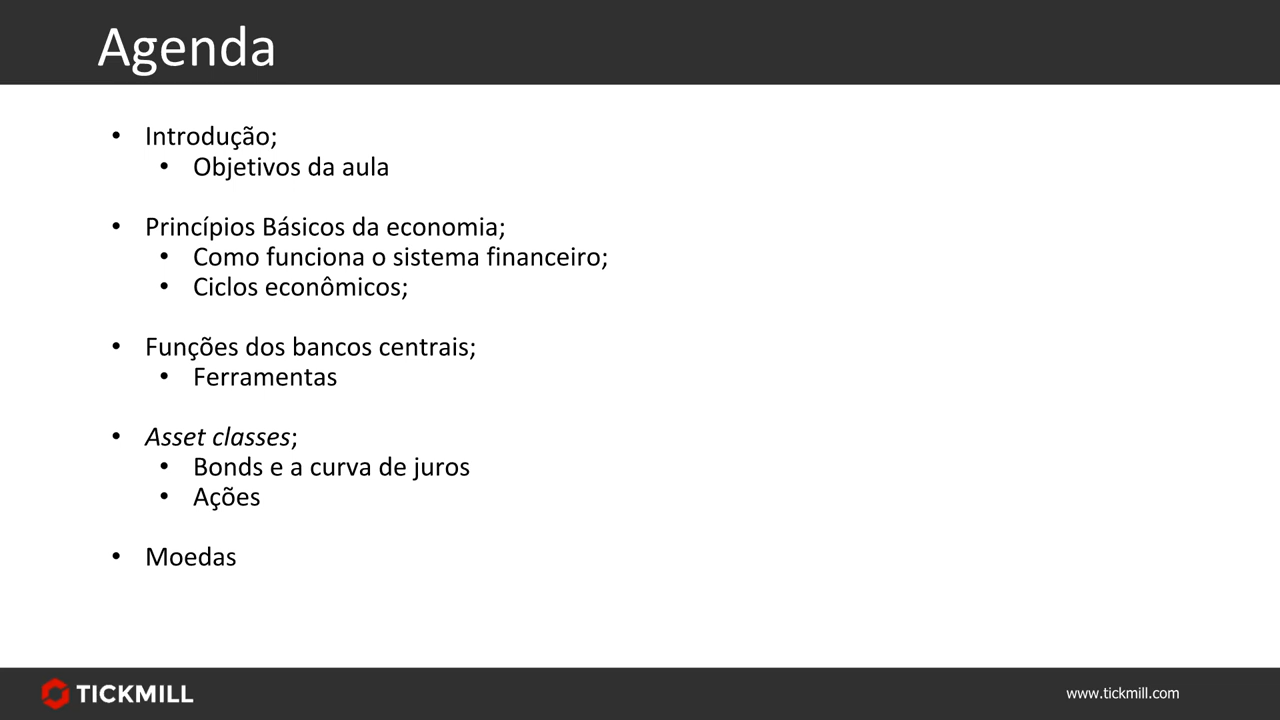 Agenda
• Introdução;
• Objetivos da aula
• Princípios Básicos da economia;
• Como funciona o sistema financeiro;
• Ciclos econômicos;
• Funções dos bancos centrais;
• Ferramentas
• Asset classes;
• Bonds e a curva de juros
• Ações
• Moedas
TICKMILL
www.tickmill.com